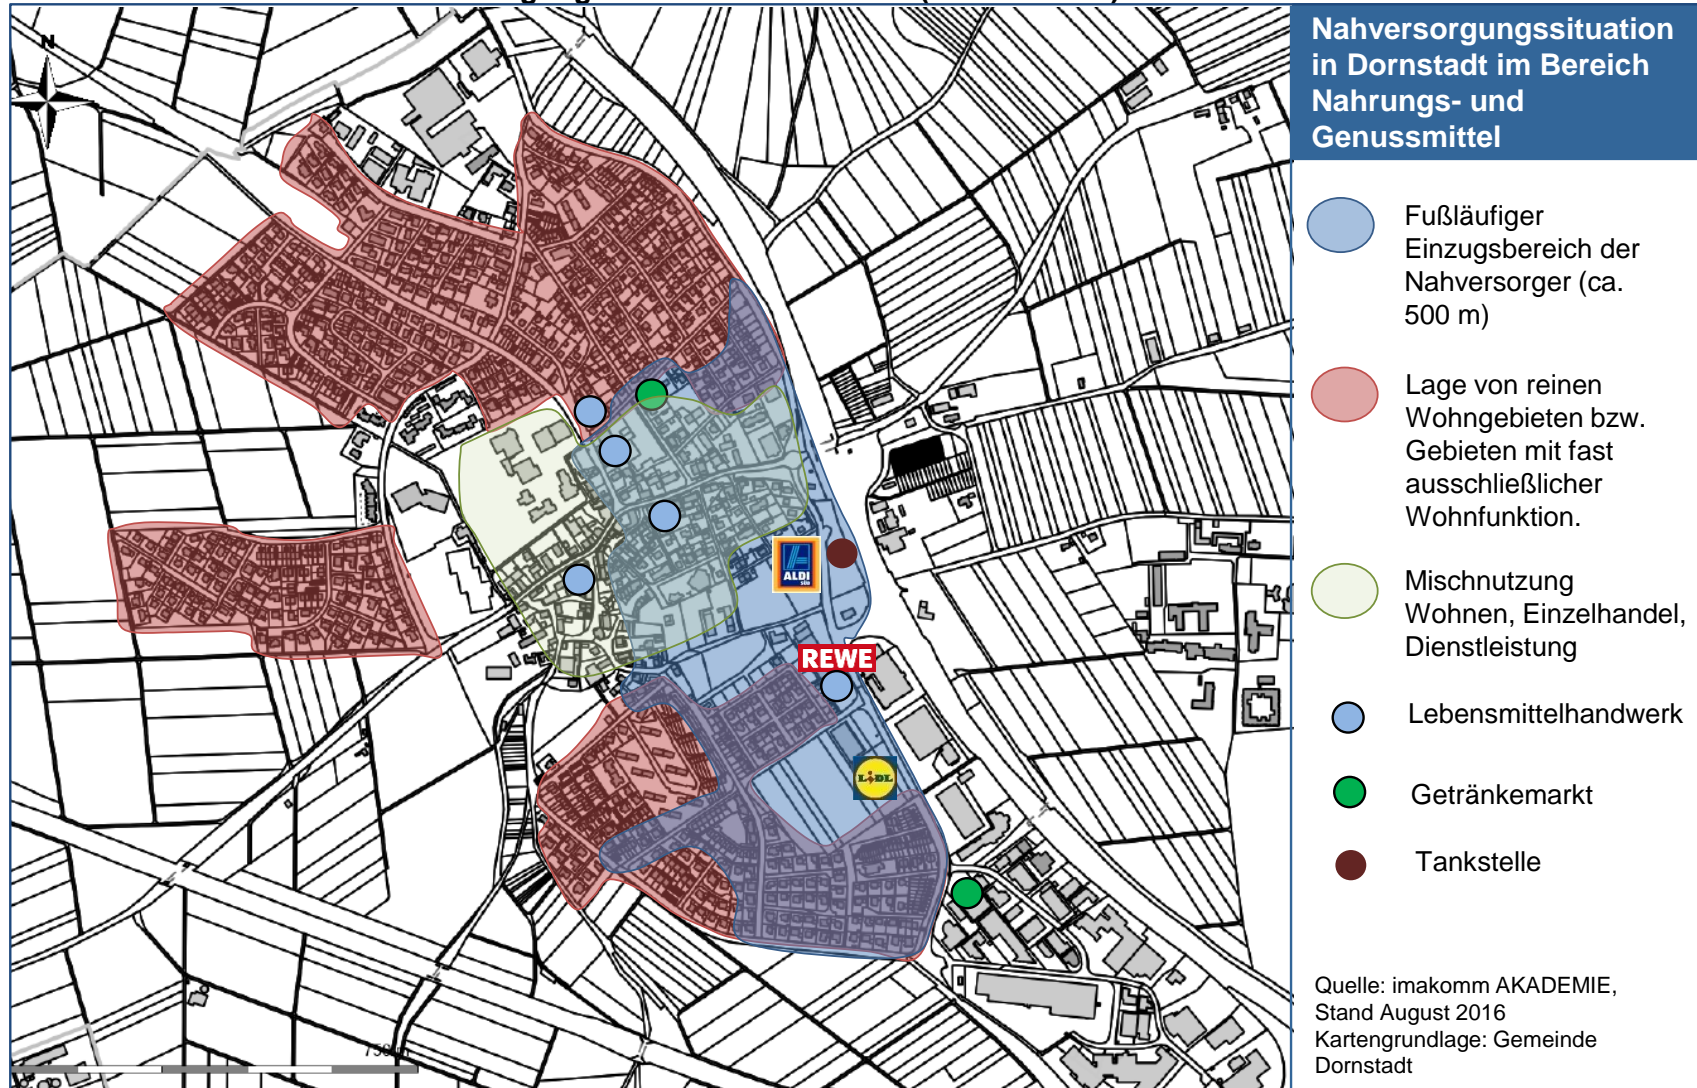 Nahversorgungssituation
in Dornstadt im Bereich
Nahrungs- und
Genussmittel
N
Fußläufiger
Einzugsbereich der
Nahversorger (ca.
500 m)
Lage von reinen
Wohngebieten bzw.
Gebieten mit fast
ausschließlicher
Wohnfunktion.
Mischnutzung
Wohnen, Einzelhandel,
Dienstleistung
Lebensmittelhandwerk
Getränkemarkt
Tankstelle
ALDI
SÜD
REWE
LIDL
Quelle: imakomm AKADEMIE,
Stand August 2016
Kartengrundlage: Gemeinde
Dornstadt